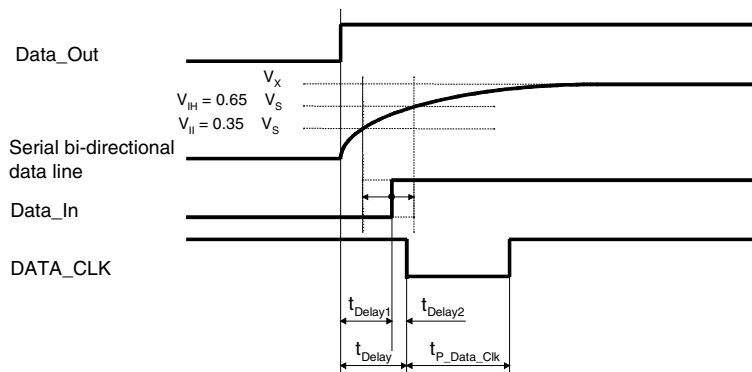 Data_Out
V_X
V_IH = 0.65 V_S
V_Il = 0.35 V_S
Serial bi-directional
data line
Data_In
DATA_CLK
t_Delay1 t_Delay2
t_Delay t_P_Data_Clk